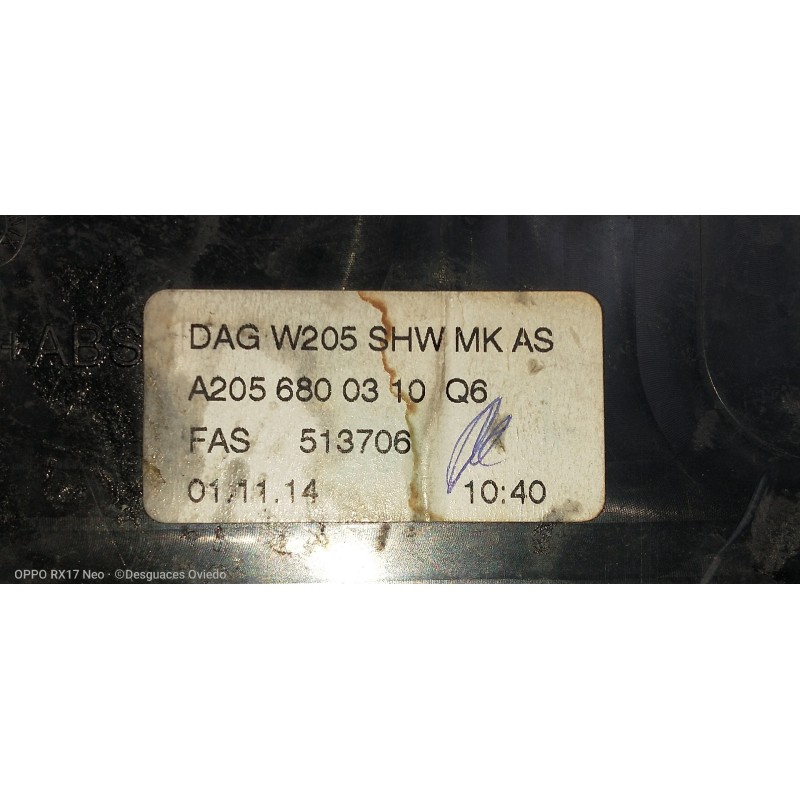 +ABS
DAG W205 SHW MK AS
A205 680 03 10 Q6
FAS 513706
01.11.14 10:40
OPPO RX17 Neo · ©Desguaces Oviedo